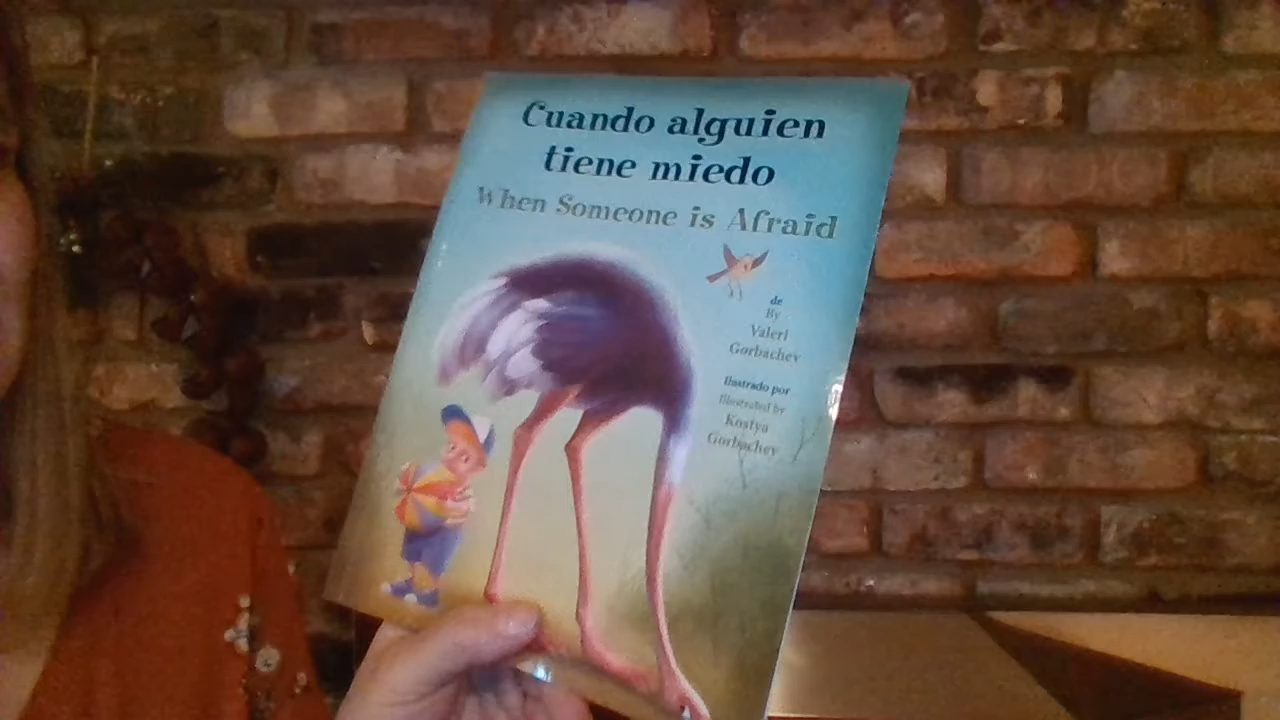 Cuando alguien
tiene miedo
When Someone is Afraid
de
By
Valeri
Gorbachev
Ilustrado por
Illustrated by
Kostya
Gorbachev